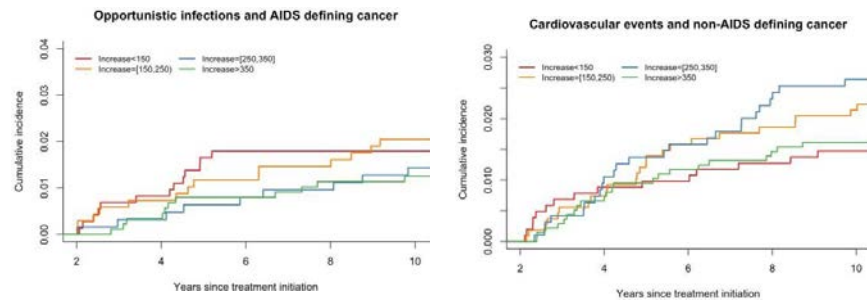 Opportunistic infections and AIDS defining cancer
Cumulative incidence
0.04
0.03
0.02
0.01
0.00
Increase<150
Increase=[150,250)
Increase=[250,350]
Increase>350
2 4 6 8 10
Years since treatment initiation
Cardiovascular events and non-AIDS defining cancer
Cumulative incidence
0.030
0.020
0.010
0.000
Increase<150
Increase=[150,250)
Increase=[250,350]
Increase>350
2 4 6 8 10
Years since treatment initiation